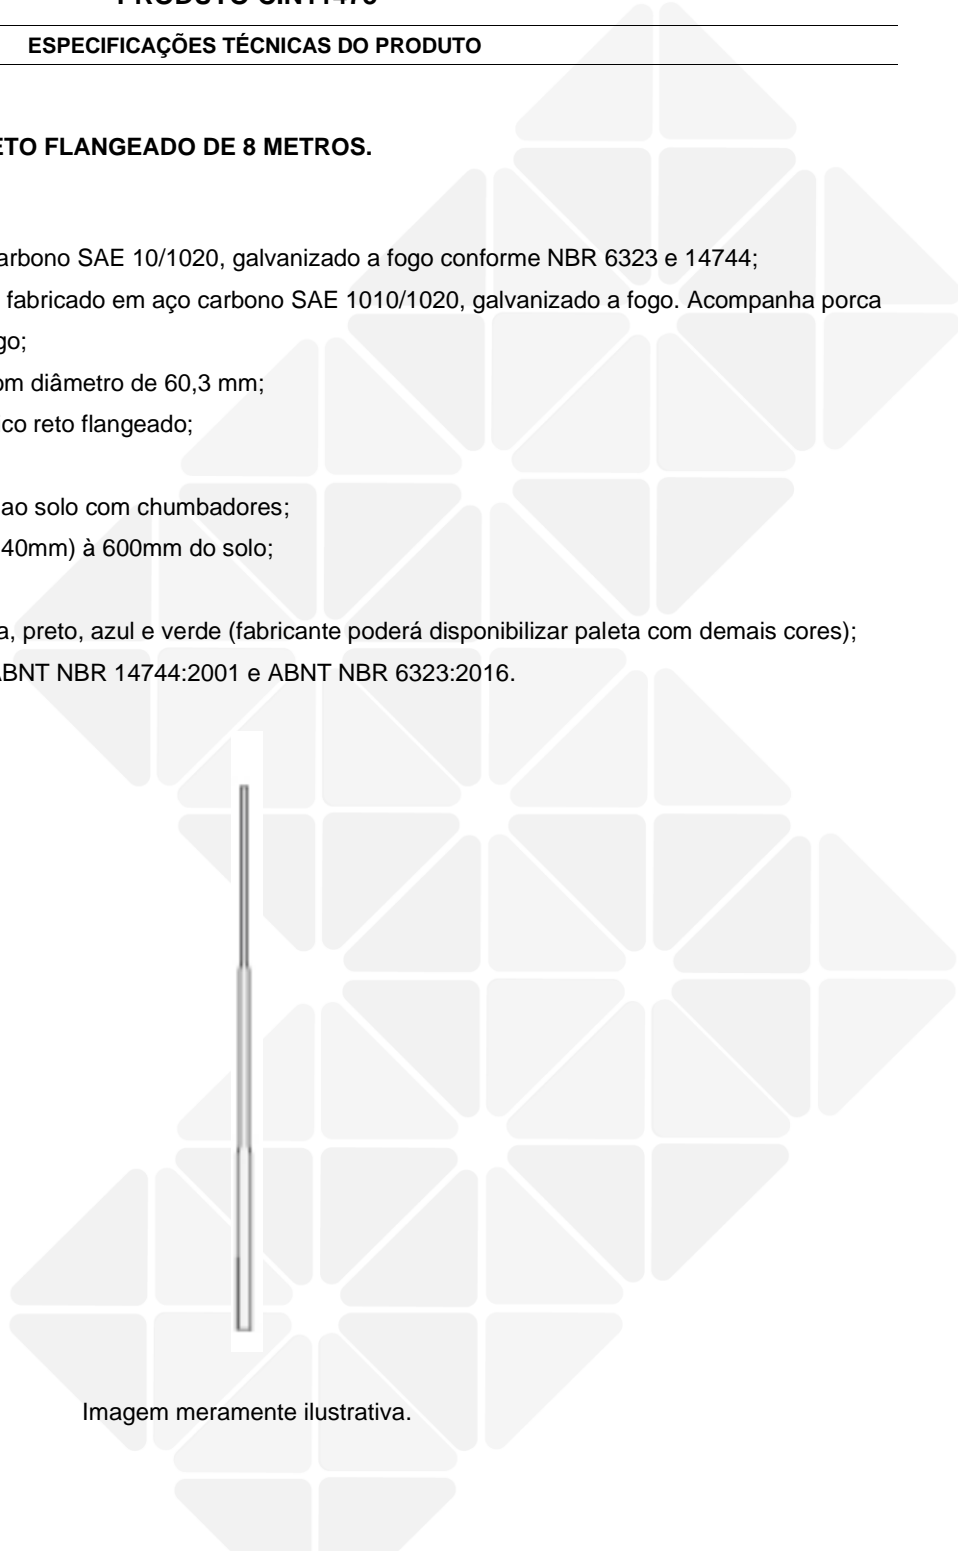 ESPECIFICAÇÕES TÉCNICAS DO PRODUTO
ETO FLANGEADO DE 8 METROS.
arbono SAE 10/1020, galvanizado a fogo conforme NBR 6323 e 14744;
fabricado em aço carbono SAE 1010/1020, galvanizado a fogo. Acompanha porca
go;
om diâmetro de 60,3 mm;
co reto flangeado;
ao solo com chumbadores;
40mm) à 600mm do solo;
a, preto, azul e verde (fabricante poderá disponibilizar paleta com demais cores);
ABNT NBR 14744:2001 e ABNT NBR 6323:2016.
Imagem meramente ilustrativa.